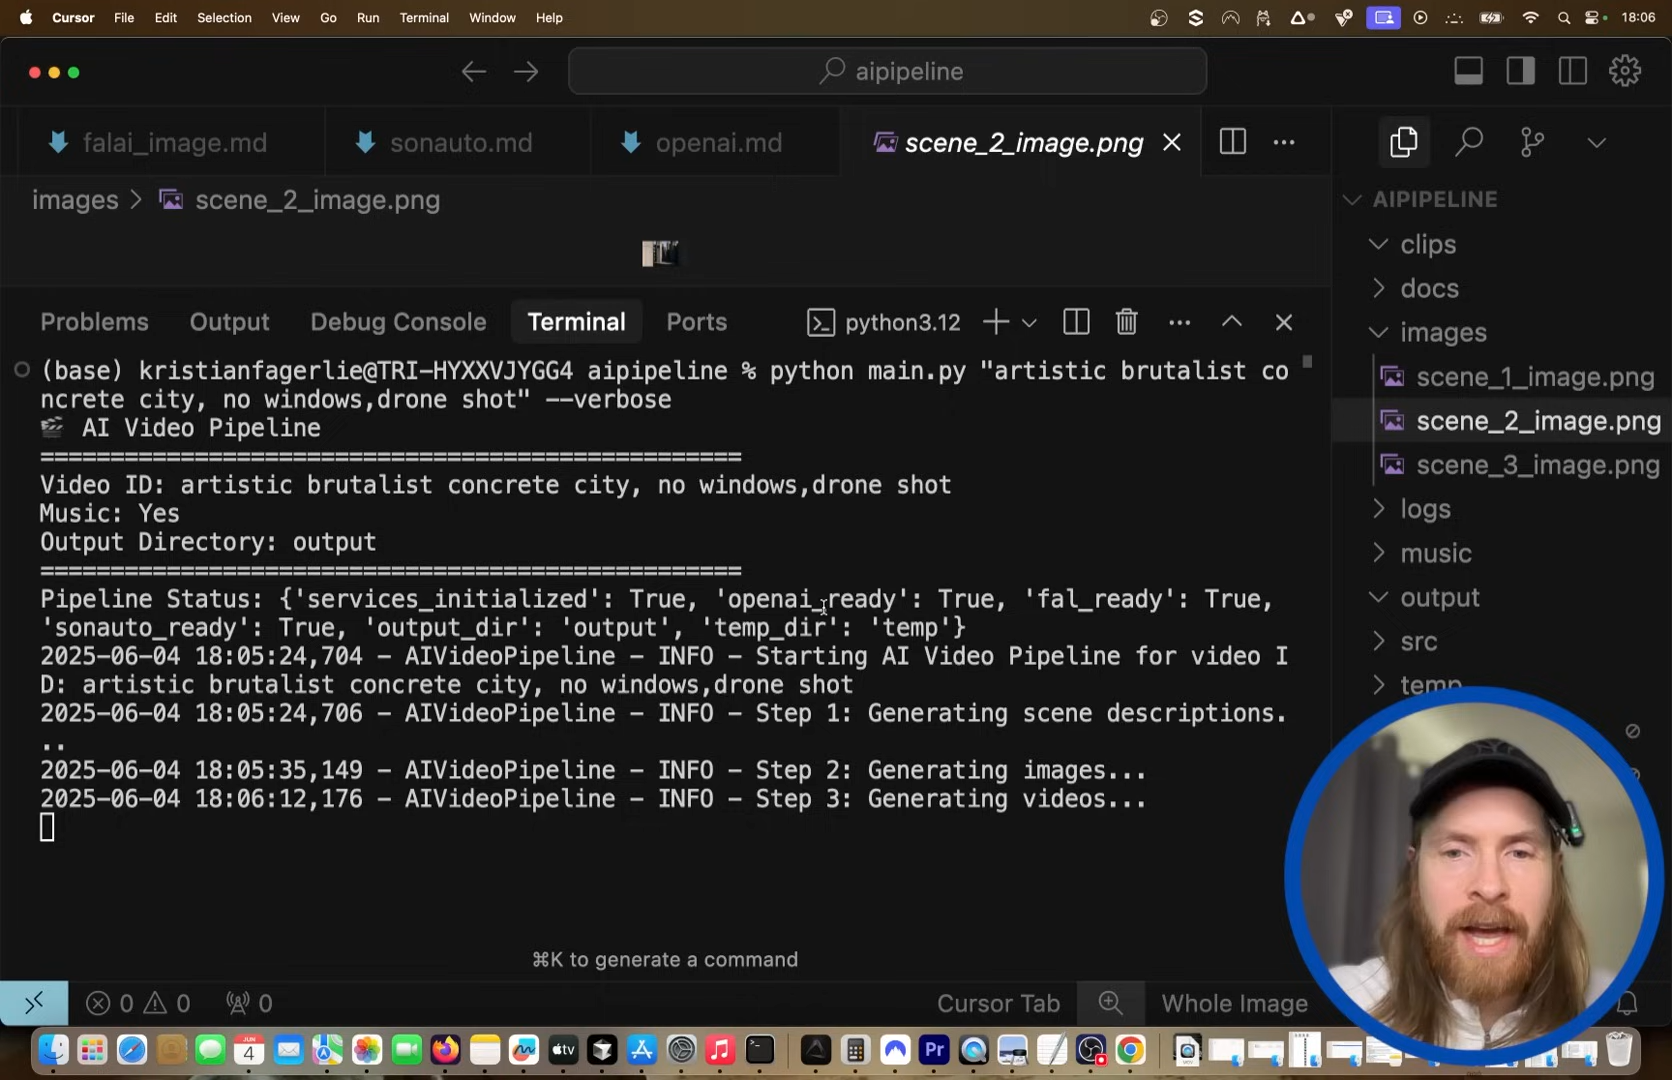 Cursor File Edit Selection View Go Run Terminal Window Help 18:06
aipipeline
falai_image.md sonauto.md openai.md scene_2_image.png
images > scene_2_image.png
AIPIPELINE
clips
docs
images
scene_1_image.png
scene_2_image.png
scene_3_image.png
logs
music
output
src
temp
Problems Output Debug Console Terminal Ports python3.12
(base) kristianfagerlie@TRI-HYXXVJYGG4 aipipeline % python main.py "artistic brutalist co
ncrete city, no windows,drone shot" --verbose
AI Video Pipeline
==================================================
Video ID: artistic brutalist concrete city, no windows,drone shot
Music: Yes
Output Directory: output
==================================================
Pipeline Status: {'services_initialized': True, 'openai_ready': True, 'fal_ready': True,
'sonauto_ready': True, 'output_dir': 'output', 'temp_dir': 'temp'}
2025-06-04 18:05:24,704 - AIVideoPipeline - INFO - Starting AI Video Pipeline for video I
D: artistic brutalist concrete city, no windows,drone shot
2025-06-04 18:05:24,706 - AIVideoPipeline - INFO - Step 1: Generating scene descriptions.
..
2025-06-04 18:05:35,149 - AIVideoPipeline - INFO - Step 2: Generating images...
2025-06-04 18:06:12,176 - AIVideoPipeline - INFO - Step 3: Generating videos...
⌘K to generate a command
0 0 0 Cursor Tab Whole Image
JUN
4
tv
Pr